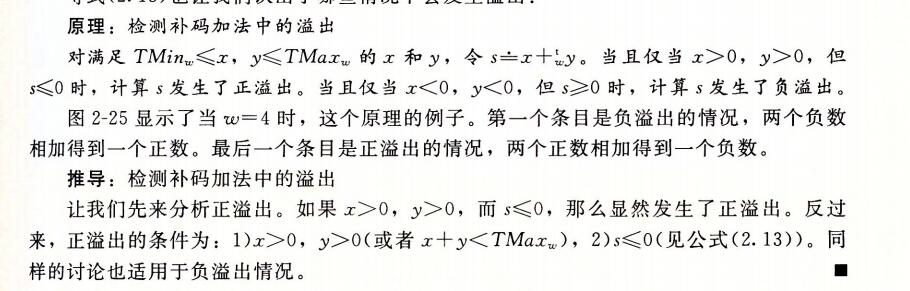 原理：检测补码加法中的溢出
对满足 TMin_w≤x，y≤TMax_w 的 x 和 y，令 s≐x+ᵗ_w y。当且仅当 x＞0，y＞0，但
s≤0 时，计算 s 发生了正溢出。当且仅当 x＜0，y＜0，但 s≥0 时，计算 s 发生了负溢出。
图 2-25 显示了当 w＝4 时，这个原理的例子。第一个条目是负溢出的情况，两个负数
相加得到一个正数。最后一个条目是正溢出的情况，两个正数相加得到一个负数。
推导：检测补码加法中的溢出
让我们先来分析正溢出。如果 x＞0，y＞0，而 s≤0，那么显然发生了正溢出。反过
来，正溢出的条件为：1)x＞0，y＞0(或者 x＋y＜TMax_w)，2)s≤0(见公式(2.13))。同
样的讨论也适用于负溢出情况。